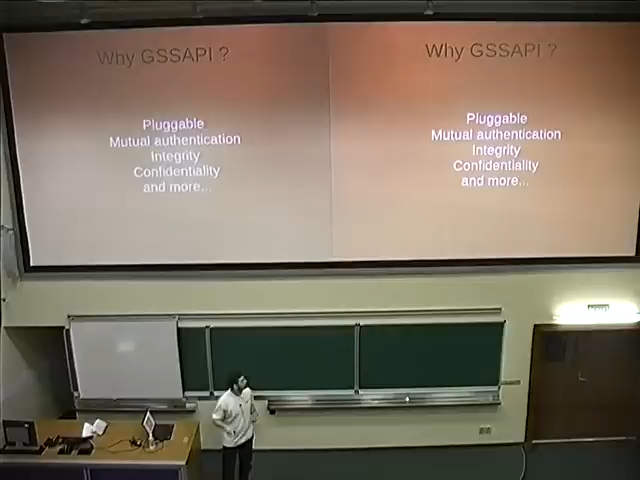 Why GSSAPI ?
Pluggable
Mutual authentication
Integrity
Confidentiality
and more...
Why GSSAPI ?
Pluggable
Mutual authentication
Integrity
Confidentiality
and more...